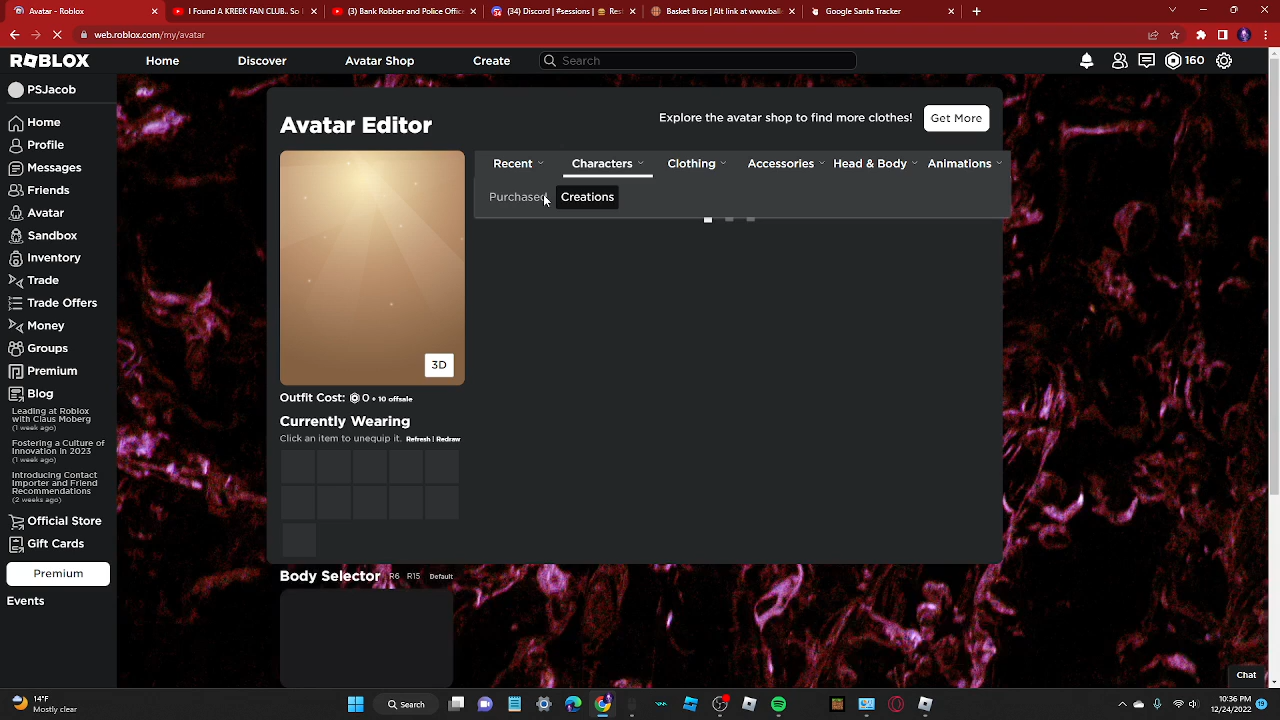 Avatar - Roblox
I Found A KREEK FAN CLUB.. So I
(3) Bank Robber and Police Office
(34) Discord | #sessions | 🍔 Rest
Basket Bros | Alt link at www.ball
Google Santa Tracker
web.roblox.com/my/avatar
ROBLOX
Home
Discover
Avatar Shop
Create
Search
160
PSJacob
Home
Profile
Messages
Friends
Avatar
Sandbox
Inventory
Trade
Trade Offers
Money
Groups
Premium
Blog
Leading at Roblox
with Claus Moberg
(1 week ago)
Fostering a Culture of
Innovation in 2023
(1 week ago)
Introducing Contact
Importer and Friend
Recommendations
(2 weeks ago)
Official Store
Gift Cards
Premium
Events
Avatar Editor
Explore the avatar shop to find more clothes!
Get More
Recent
Characters
Clothing
Accessories
Head & Body
Animations
Purchased
Creations
3D
Outfit Cost: 0 + 10 offsale
Currently Wearing
Click an item to unequip it. Refresh | Redraw
Body Selector R6 R15 Default
Chat
14°F
Mostly clear
Search
10:36 PM
12/24/2022